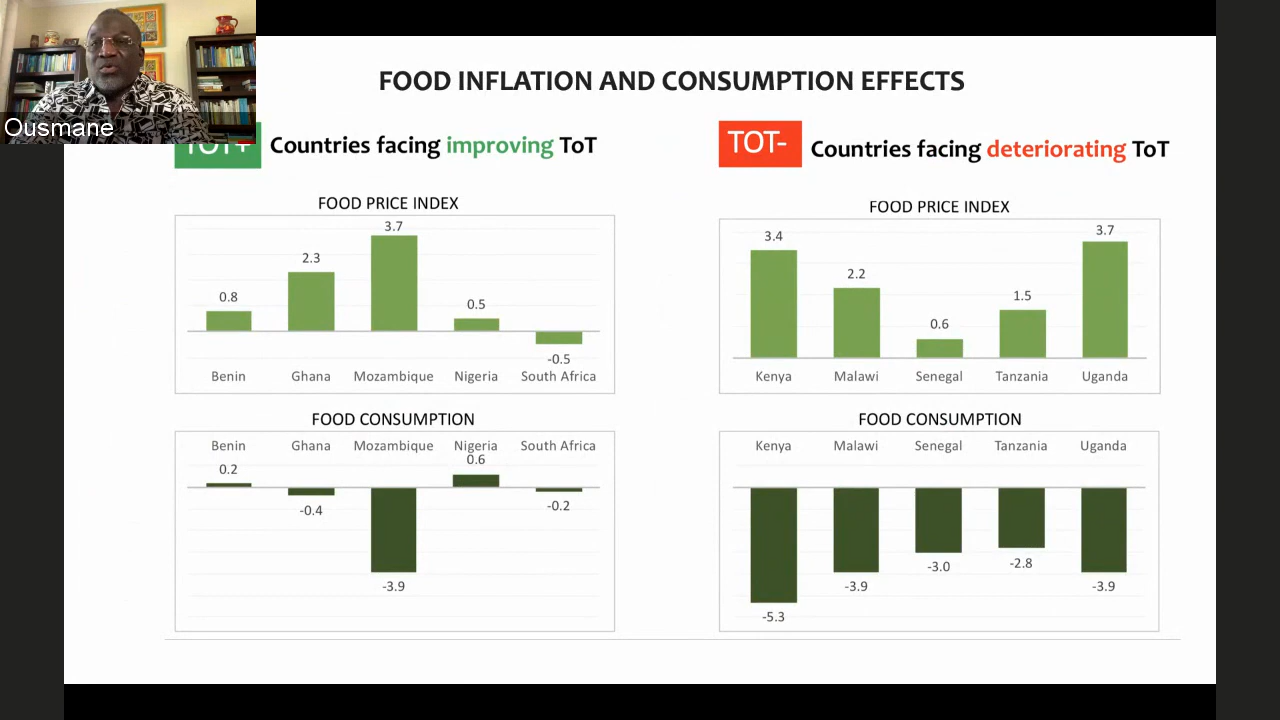 Ousmane
FOOD INFLATION AND CONSUMPTION EFFECTS
Countries facing improving ToT
FOOD PRICE INDEX
3.7
2.3
0.8
0.5
-0.5
Benin Ghana Mozambique Nigeria South Africa
FOOD CONSUMPTION
Benin Ghana Mozambique Nigeria South Africa
0.2
0.6
-0.4
-0.2
-3.9
TOT-
Countries facing deteriorating ToT
FOOD PRICE INDEX
3.4
2.2
0.6
1.5
3.7
Kenya Malawi Senegal Tanzania Uganda
FOOD CONSUMPTION
Kenya Malawi Senegal Tanzania Uganda
-5.3
-3.9
-3.0
-2.8
-3.9